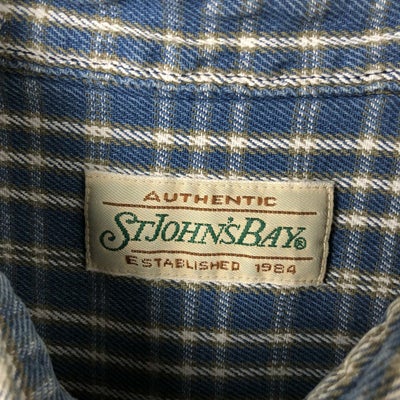 AUTHENTIC
ST JOHN'S BAY®
ESTABLISHED 1984